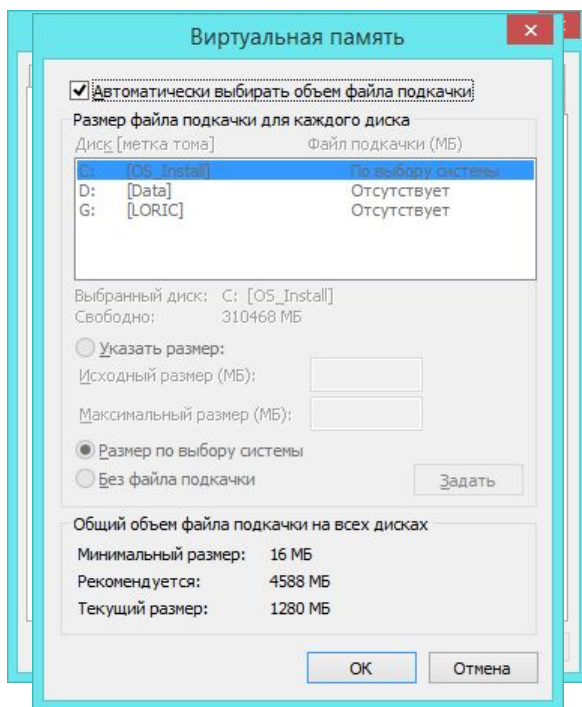 Виртуальная память
Автоматически выбирать объем файла подкачки
Размер файла подкачки для каждого диска
Диск [метка тома] Файл подкачки (МБ)
C: [OS_Install] По выбору системы
D: [Data] Отсутствует
G: [LORIC] Отсутствует
Выбранный диск: C: [OS_Install]
Свободно: 310468 МБ
Указать размер:
Исходный размер (МБ):
Максимальный размер (МБ):
Размер по выбору системы
Без файла подкачки
Задать
Общий объем файла подкачки на всех дисках
Минимальный размер: 16 МБ
Рекомендуется: 4588 МБ
Текущий размер: 1280 МБ
ОК Отмена